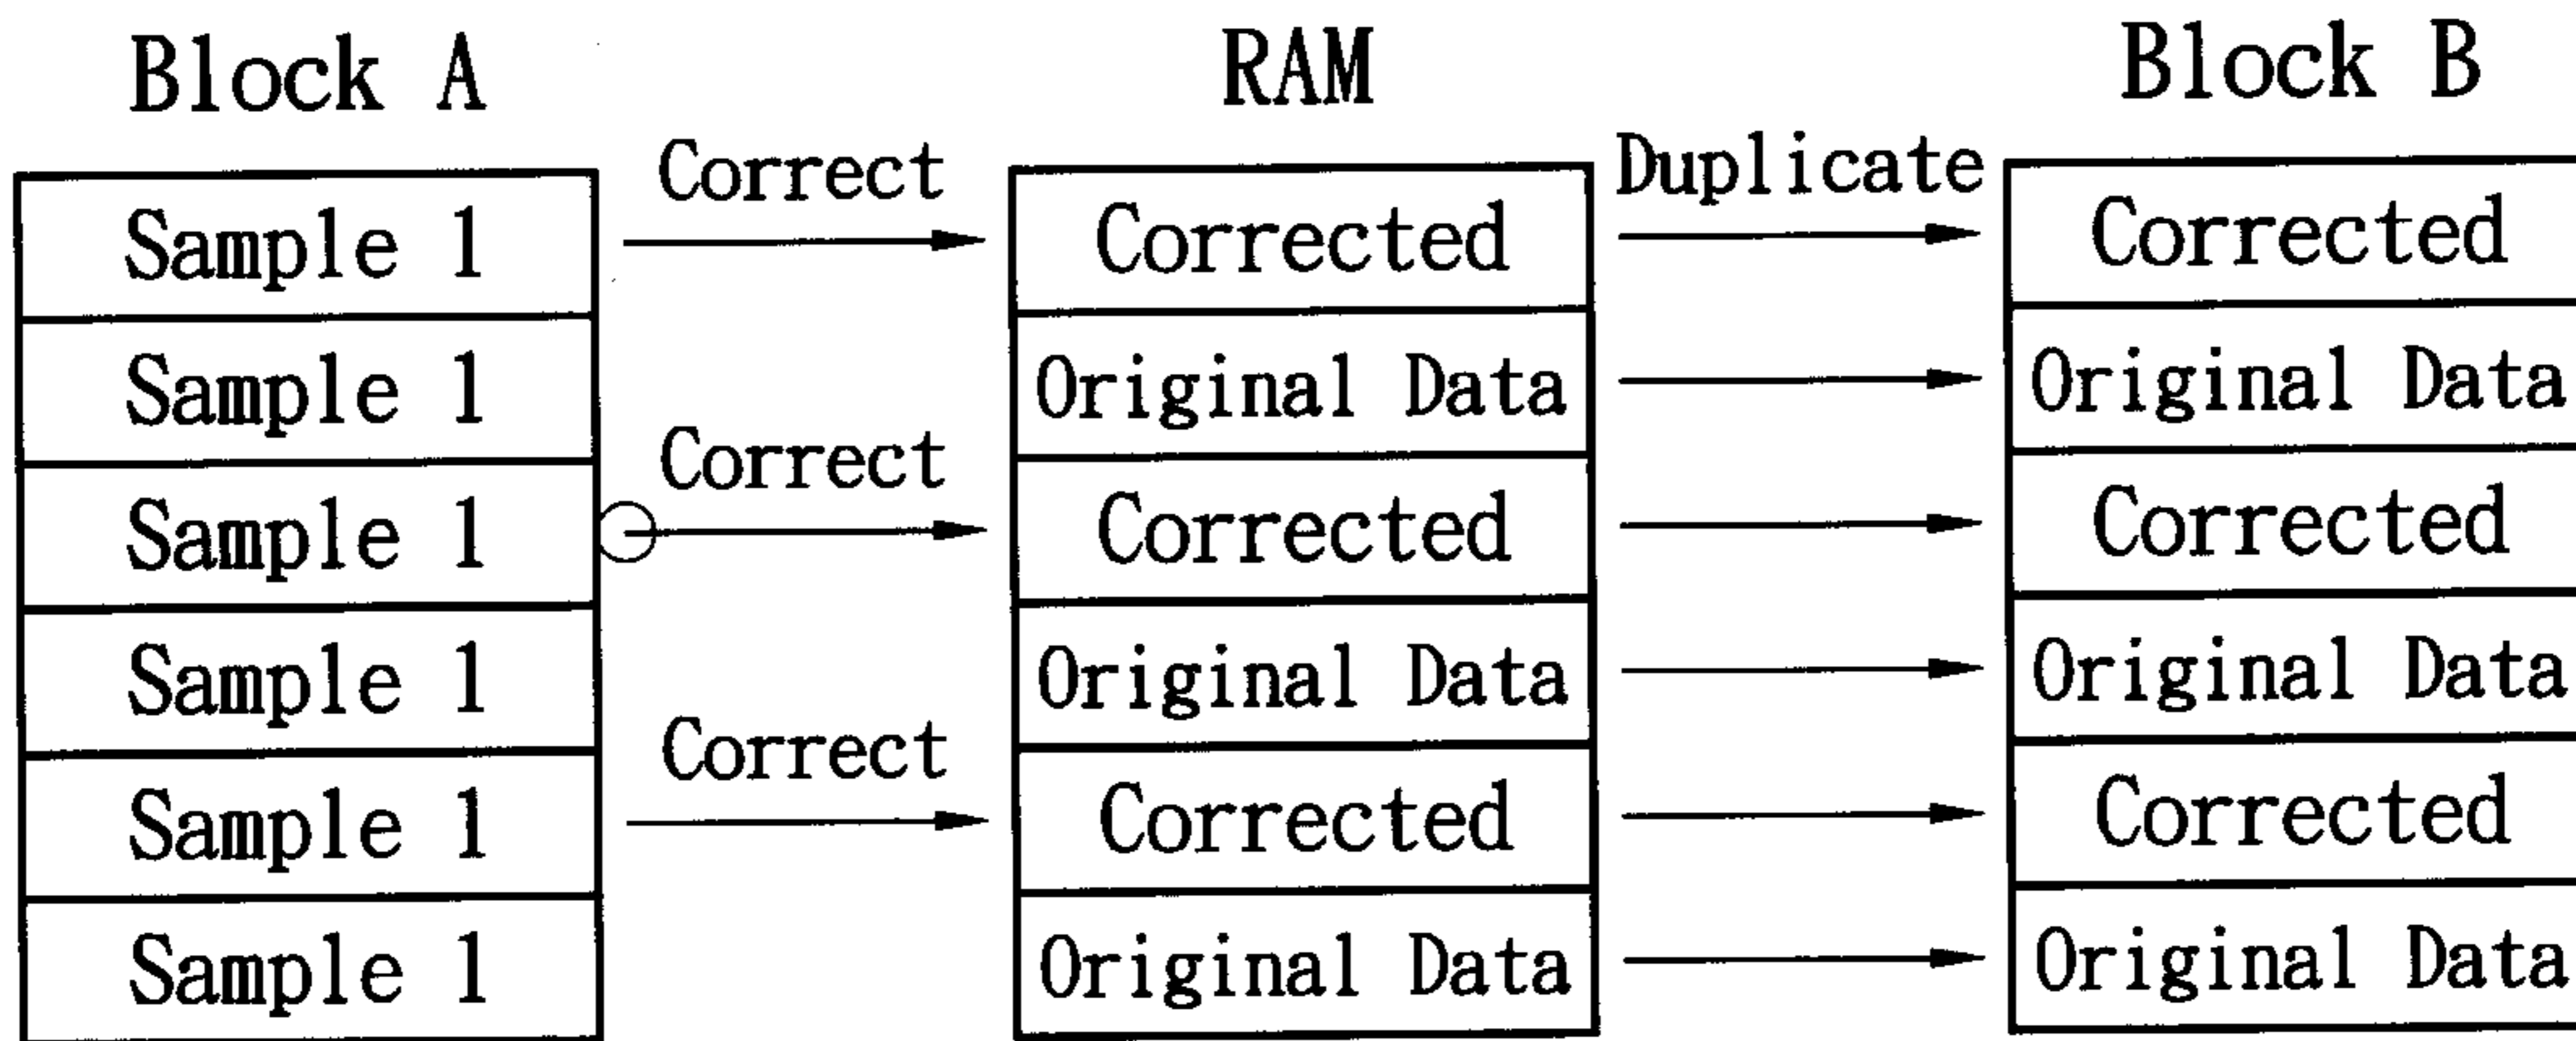 Block A RAM Block B
Correct Duplicate
Sample 1 Corrected Corrected
Sample 1 Original Data Original Data
Correct
Sample 1 Corrected Corrected
Sample 1 Original Data Original Data
Correct
Sample 1 Corrected Corrected
Sample 1 Original Data Original Data